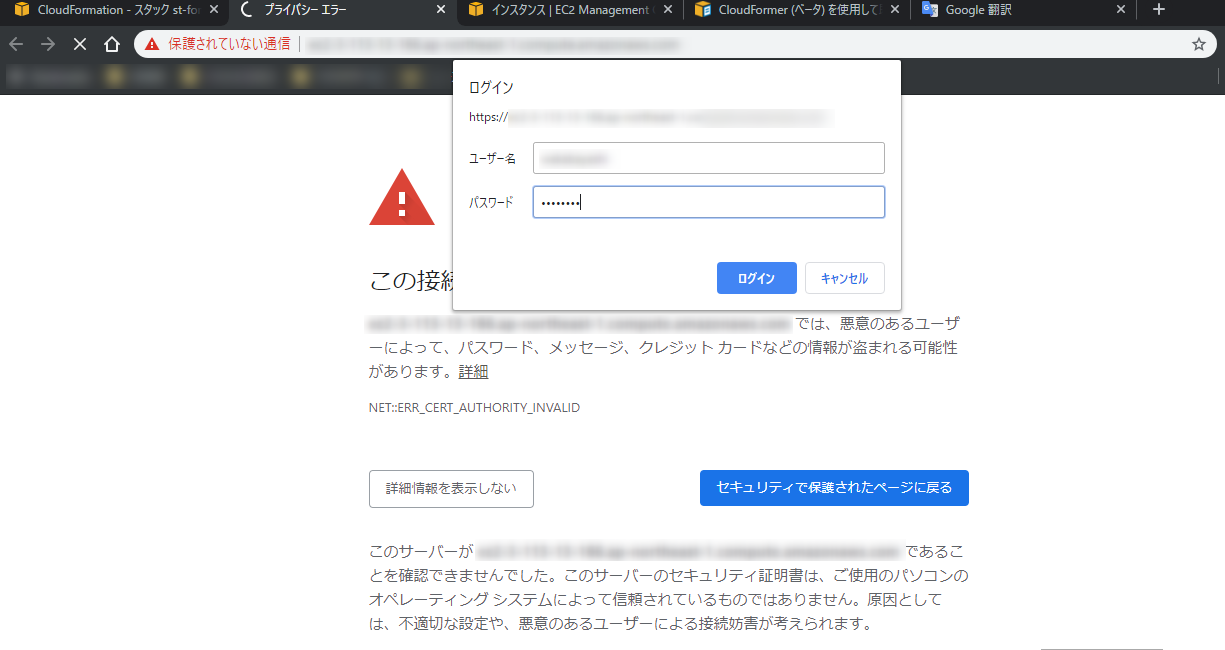 CloudFormation - スタック st-fo
プライバシー エラー
インスタンス | EC2 Management
CloudFormer (ベータ) を使用して
Google 翻訳
保護されていない通信
ログイン
https://
ユーザー名
パスワード
••••••••
ログイン
キャンセル
この接続
では、悪意のあるユーザ
ーによって、パスワード、メッセージ、クレジット カードなどの情報が盗まれる可能性
があります。詳細
NET::ERR_CERT_AUTHORITY_INVALID
詳細情報を表示しない
セキュリティで保護されたページに戻る
このサーバーが であるこ
とを確認できませんでした。このサーバーのセキュリティ証明書は、ご使用のパソコンの
オペレーティング システムによって信頼されているものではありません。原因として
は、不適切な設定や、悪意のあるユーザーによる接続妨害が考えられます。